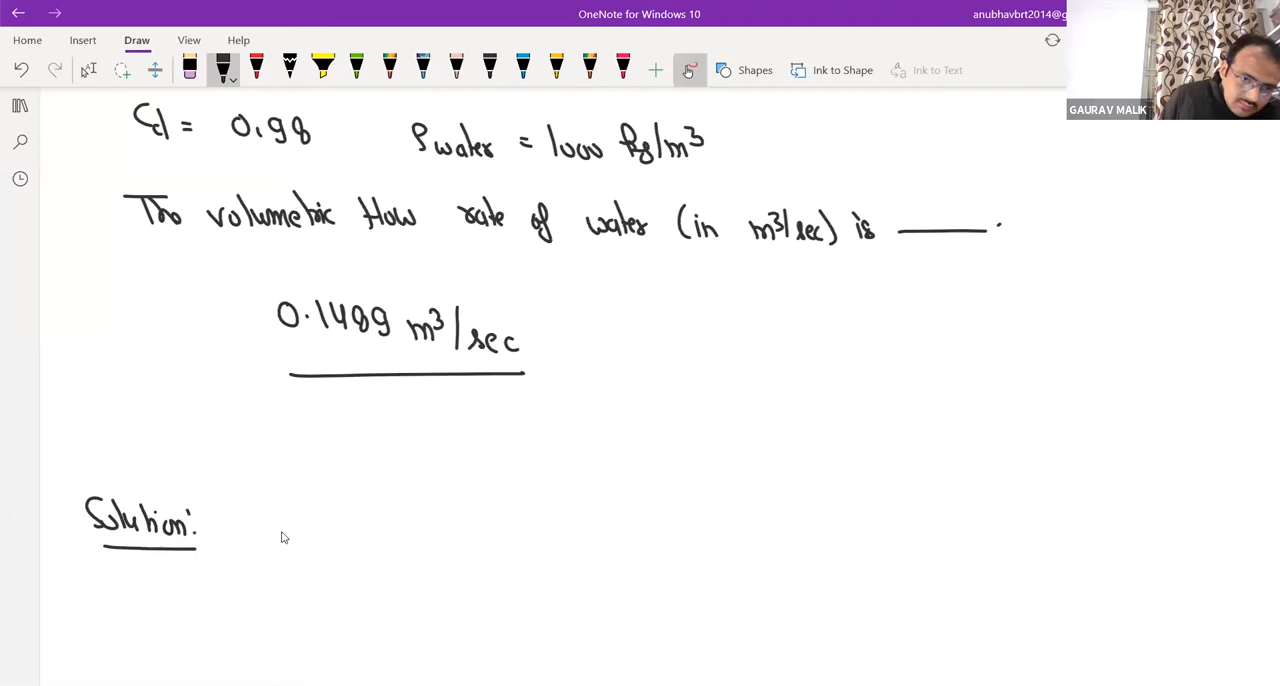 OneNote for Windows 10
anubhavbrt2014@g
Home Insert Draw View Help
Shapes Ink to Shape Ink to Text
GAURAV MALIK
Cd = 0.98 ρwater = 1000 kg/m³
The volumetric flow rate of water (in m³/sec) is ______.
0.1489 m³/sec
Solution: